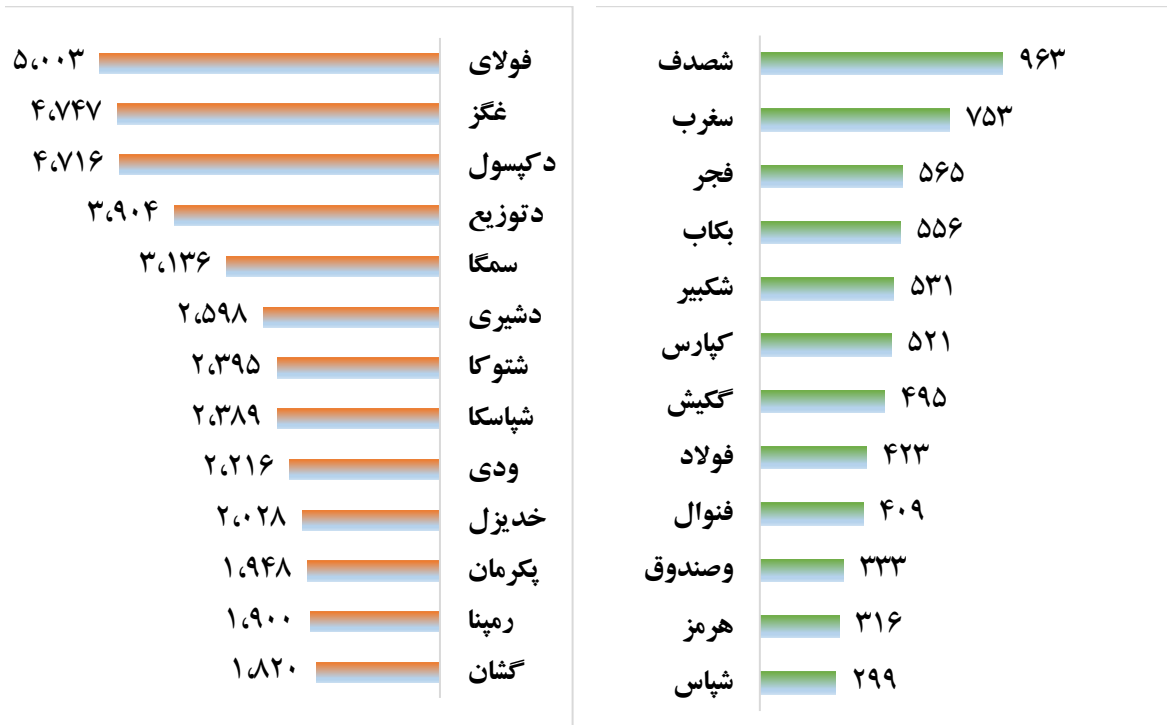 شصدف ۹۶۳
سغرب ۷۵۳
فجر ۵۶۵
بکاب ۵۵۶
شکبیر ۵۳۱
کپارس ۵۲۱
گکیش ۴۹۵
فولاد ۴۲۳
فنوال ۴۰۹
وصندوق ۳۳۳
هرمز ۳۱۶
شپاس ۲۹۹
فولای ۵،۰۰۳
غگز ۴،۷۴۷
دکپسول ۴،۷۱۶
دتوزیع ۳،۹۰۴
سمگا ۳،۱۳۶
دشیری ۲،۵۹۸
شتوکا ۲،۳۹۵
شپاسکا ۲،۳۸۹
ودی ۲،۲۱۶
خدیزل ۲،۰۲۸
پکرمان ۱،۹۴۸
رمپنا ۱،۹۰۰
گشان ۱،۸۲۰